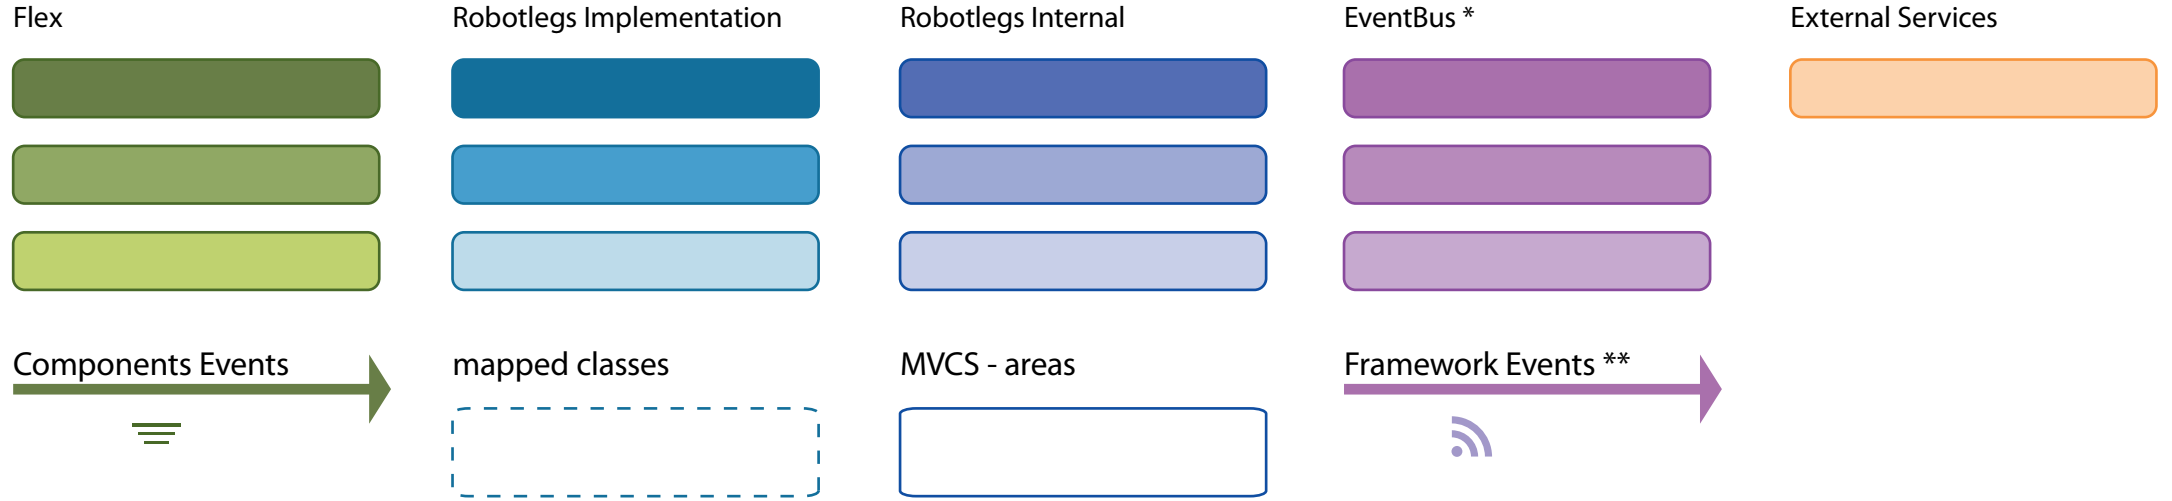 Flex
Robotlegs Implementation
Robotlegs Internal
EventBus *
External Services
Components Events
mapped classes
MVCS - areas
Framework Events **